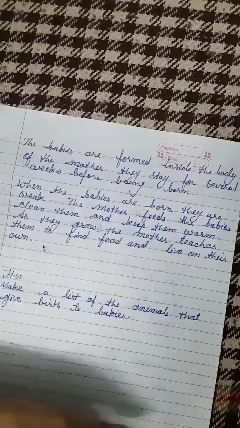 The babies are formed inside the body
of the mother. they stay for several
weeks before being born.
When the babies are born they are
weak. The mother feeds the babies
clean them and keep them warm
As they grow the mother teaches
them to find food and live on their
own.
Make a list of the animals that
give birth to babies.